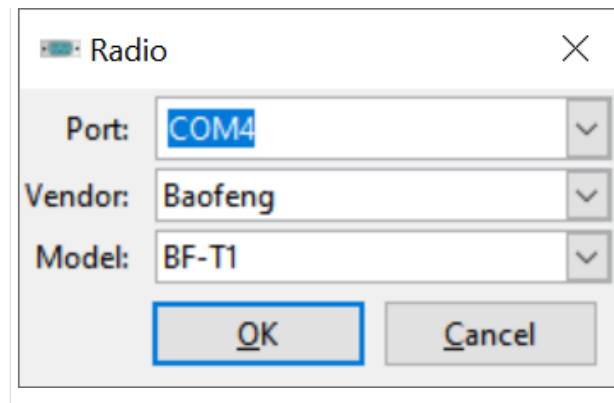 Radio
Port: COM4
Vendor: Baofeng
Model: BF-T1
OK Cancel